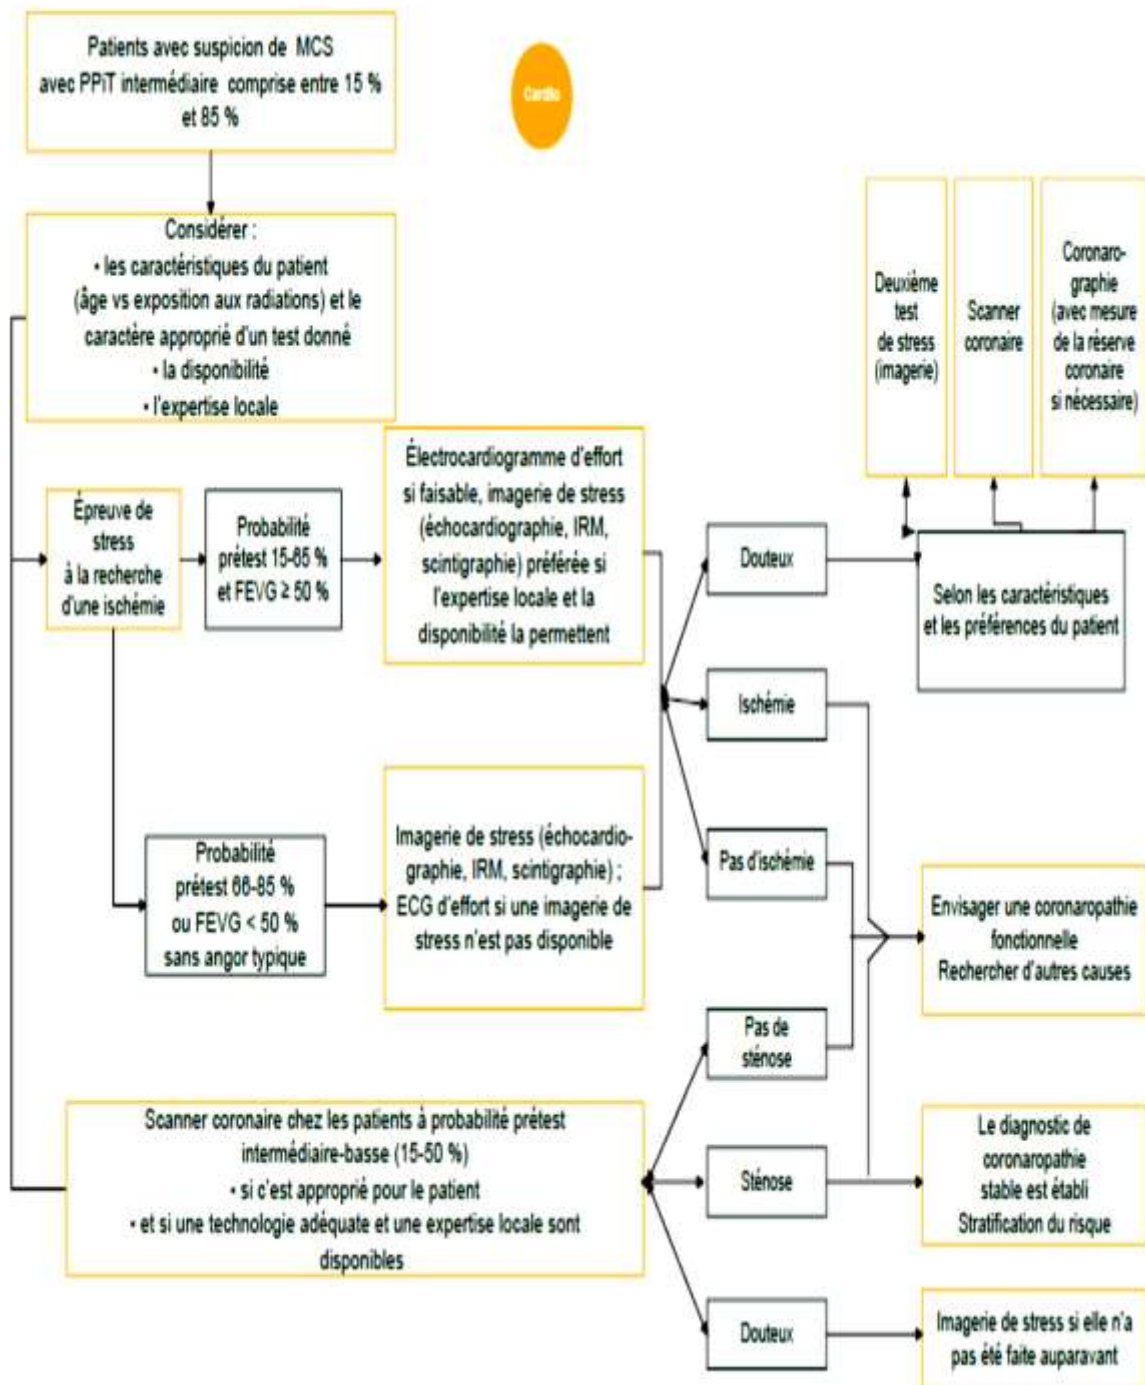 Patients avec suspicion de MCS
avec PPiT intermédiaire comprise entre 15 %
et 85 %
Cardio
Considérer :
• les caractéristiques du patient
(âge vs exposition aux radiations) et le
caractère approprié d'un test donné
• la disponibilité
• l'expertise locale
Deuxième
test
de stress
(imagerie)
Scanner
coronaire
Coronaro-
graphie
(avec mesure
de la réserve
coronaire
si nécessaire)
Épreuve de
stress
à la recherche
d'une ischémie
Probabilité
prétest 15-65 %
et FEVG ≥ 50 %
Électrocardiogramme d'effort
si faisable, imagerie de stress
(échocardiographie, IRM,
scintigraphie) préférée si
l'expertise locale et la
disponibilité la permettent
Douteux
Selon les caractéristiques
et les préférences du patient
Ischémie
Pas d'ischémie
Probabilité
prétest 66-85 %
ou FEVG < 50 %
sans angor typique
Imagerie de stress (échocardio-
graphie, IRM, scintigraphie) ;
ECG d'effort si une imagerie de
stress n'est pas disponible
Envisager une coronaropathie
fonctionnelle
Rechercher d'autres causes
Pas de
sténose
Scanner coronaire chez les patients à probabilité prétest
intermédiaire-basse (15-50 %)
• si c'est approprié pour le patient
• et si une technologie adéquate et une expertise locale sont
disponibles
Sténose
Le diagnostic de
coronaropathie
stable est établi
Stratification du risque
Douteux
Imagerie de stress si elle n'a
pas été faite auparavant